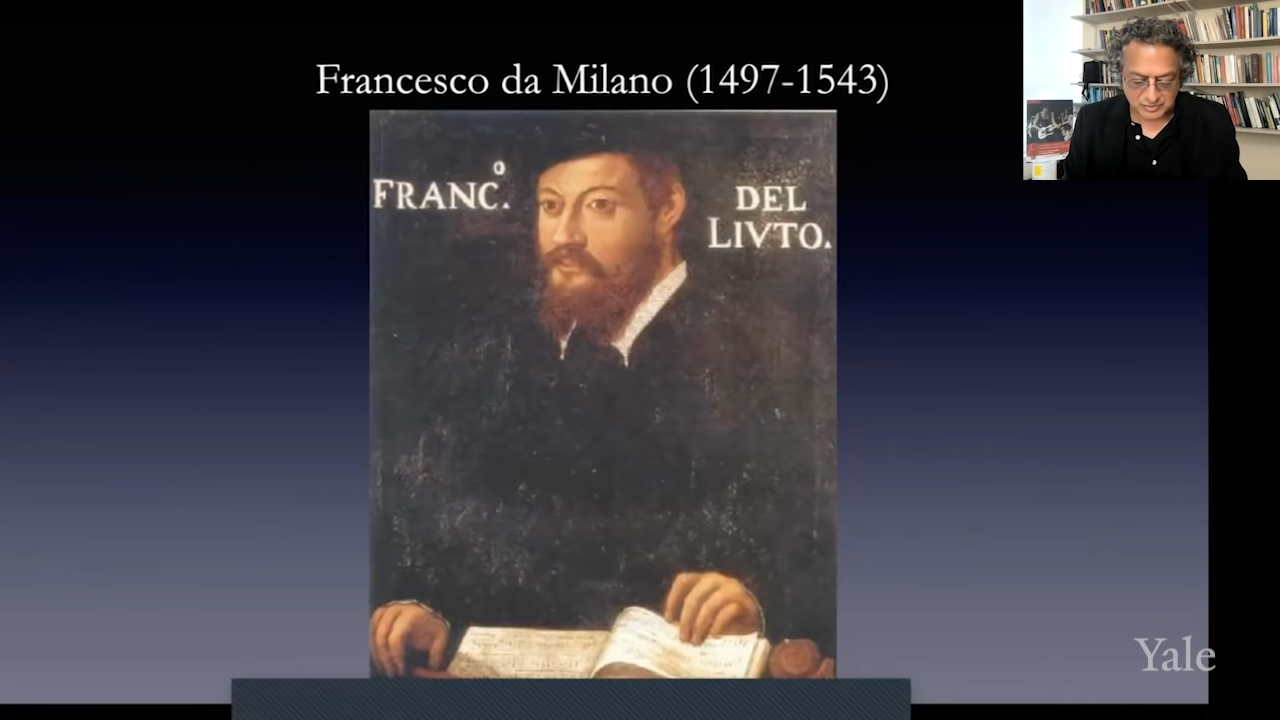 Francesco da Milano (1497-1543)
FRANC.º
DEL
LIVTO.
Yale